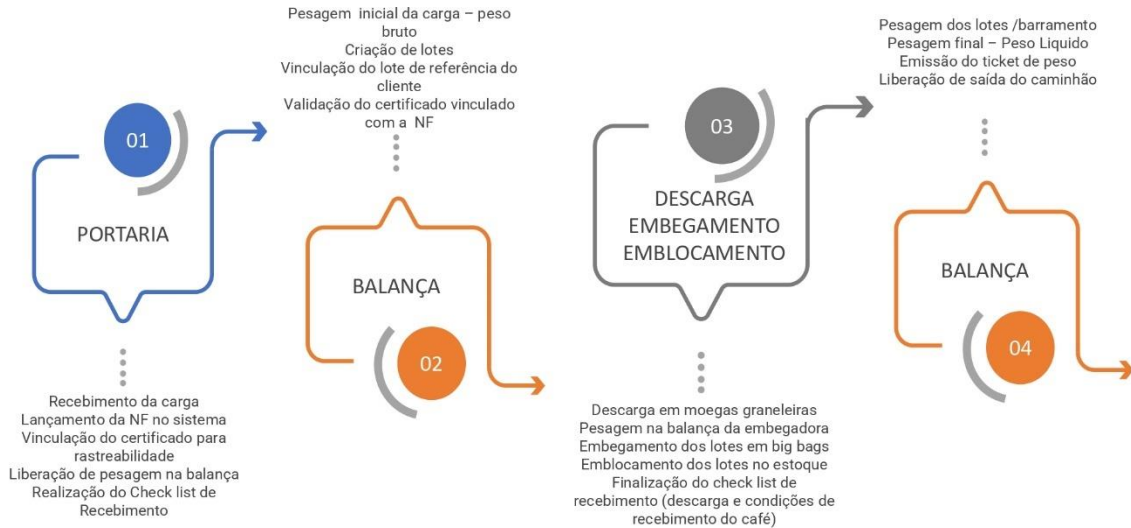 01
PORTARIA
Recebimento da carga
Lançamento da NF no sistema
Vinculação do certificado para
rastreabilidade
Liberação de pesagem na balança
Realização do Check list de
Recebimento
Pesagem inicial da carga – peso
bruto
Criação de lotes
Vinculação do lote de referência do
cliente
Validação do certificado vinculado
com a NF
BALANÇA
02
03
DESCARGA
EMBEGAMENTO
EMBLOCAMENTO
Descarga em moegas graneleiras
Pesagem na balança da embegadora
Embegamento dos lotes em big bags
Emblocamento dos lotes no estoque
Finalização do check list de
recebimento (descarga e condições de
recebimento do café)
Pesagem dos lotes /barramento
Pesagem final – Peso Liquido
Emissão do ticket de peso
Liberação de saída do caminhão
BALANÇA
04